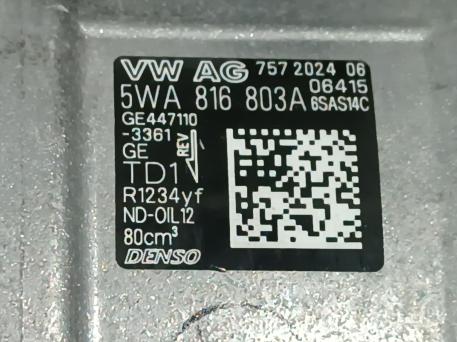 VW AG 757 2024 06
5WA 816 803A 06415
6SAS14C
GE447110
-3361
GE REV
TD1
R1234yf
ND-OIL12
80cm³
DENSO